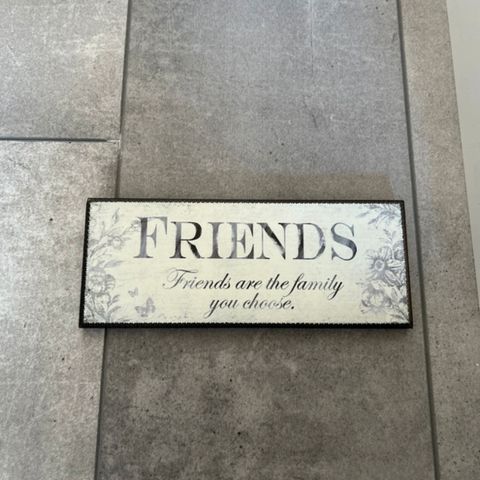 FRIENDS
Friends are the family
you choose.